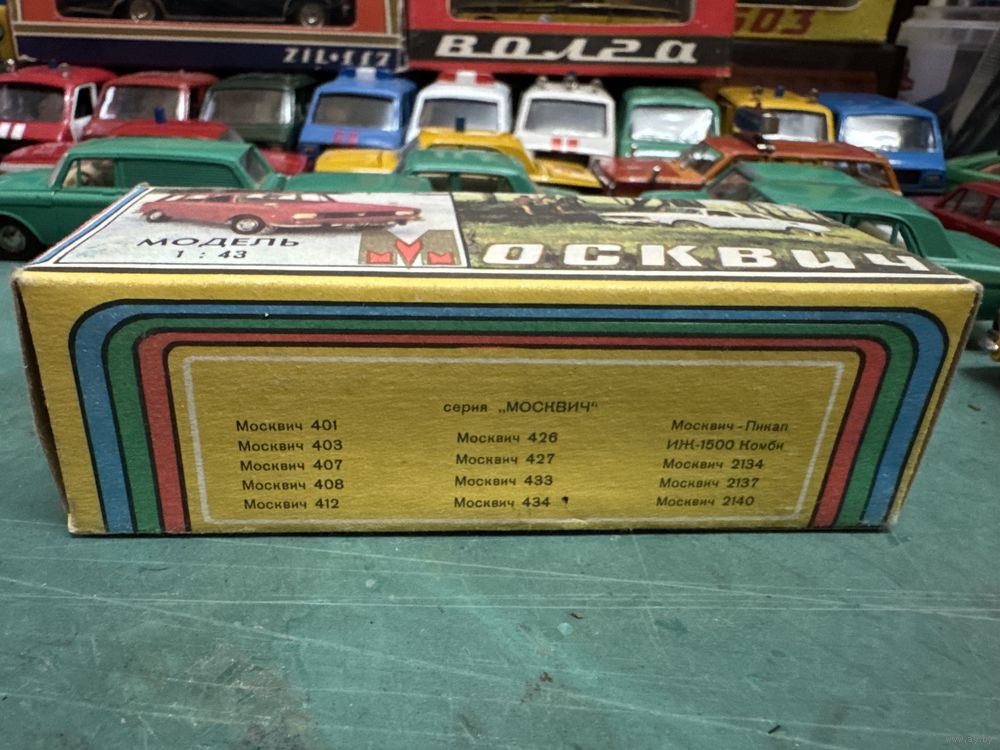 ZIL-117
волга
603
МОДЕЛЬ
1 : 43
Москвич
серия „МОСКВИЧ“
Москвич 401
Москвич 403
Москвич 407
Москвич 408
Москвич 412
Москвич 426
Москвич 427
Москвич 433
Москвич 434
Москвич - Пикап
ИЖ-1500 Комби
Москвич 2134
Москвич 2137
Москвич 2140